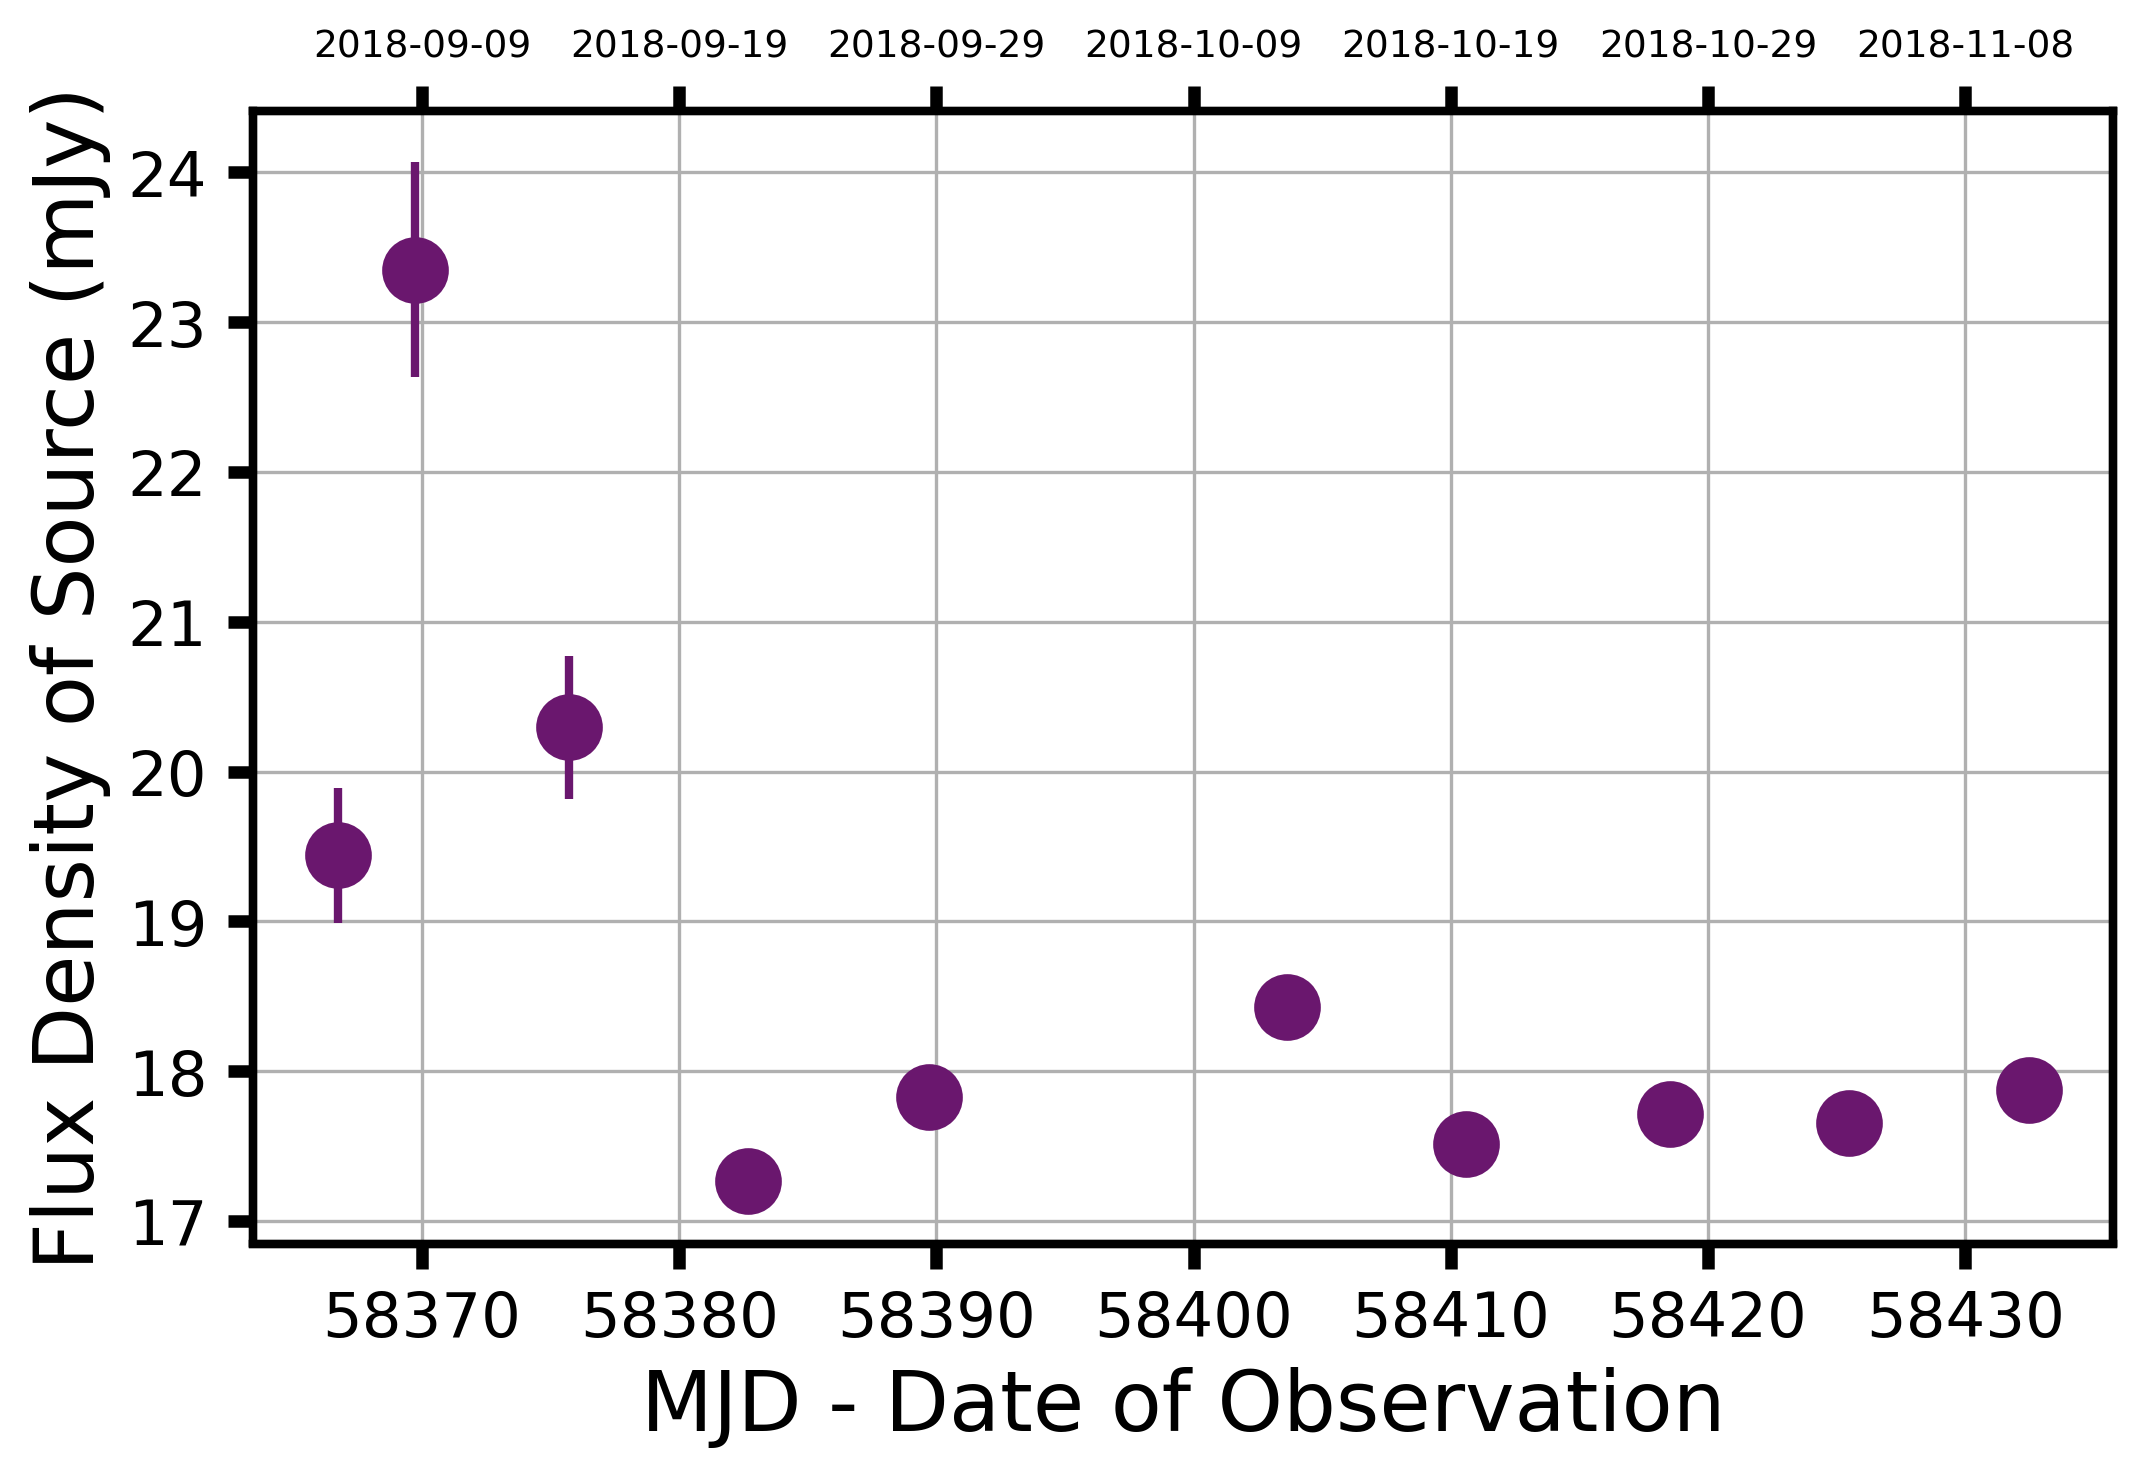 2018-09-09 2018-09-19 2018-09-29 2018-10-09 2018-10-19 2018-10-29 2018-11-08
Flux Density of Source (mJy)
24
23
22
21
20
19
18
17
58370 58380 58390 58400 58410 58420 58430
MJD - Date of Observation